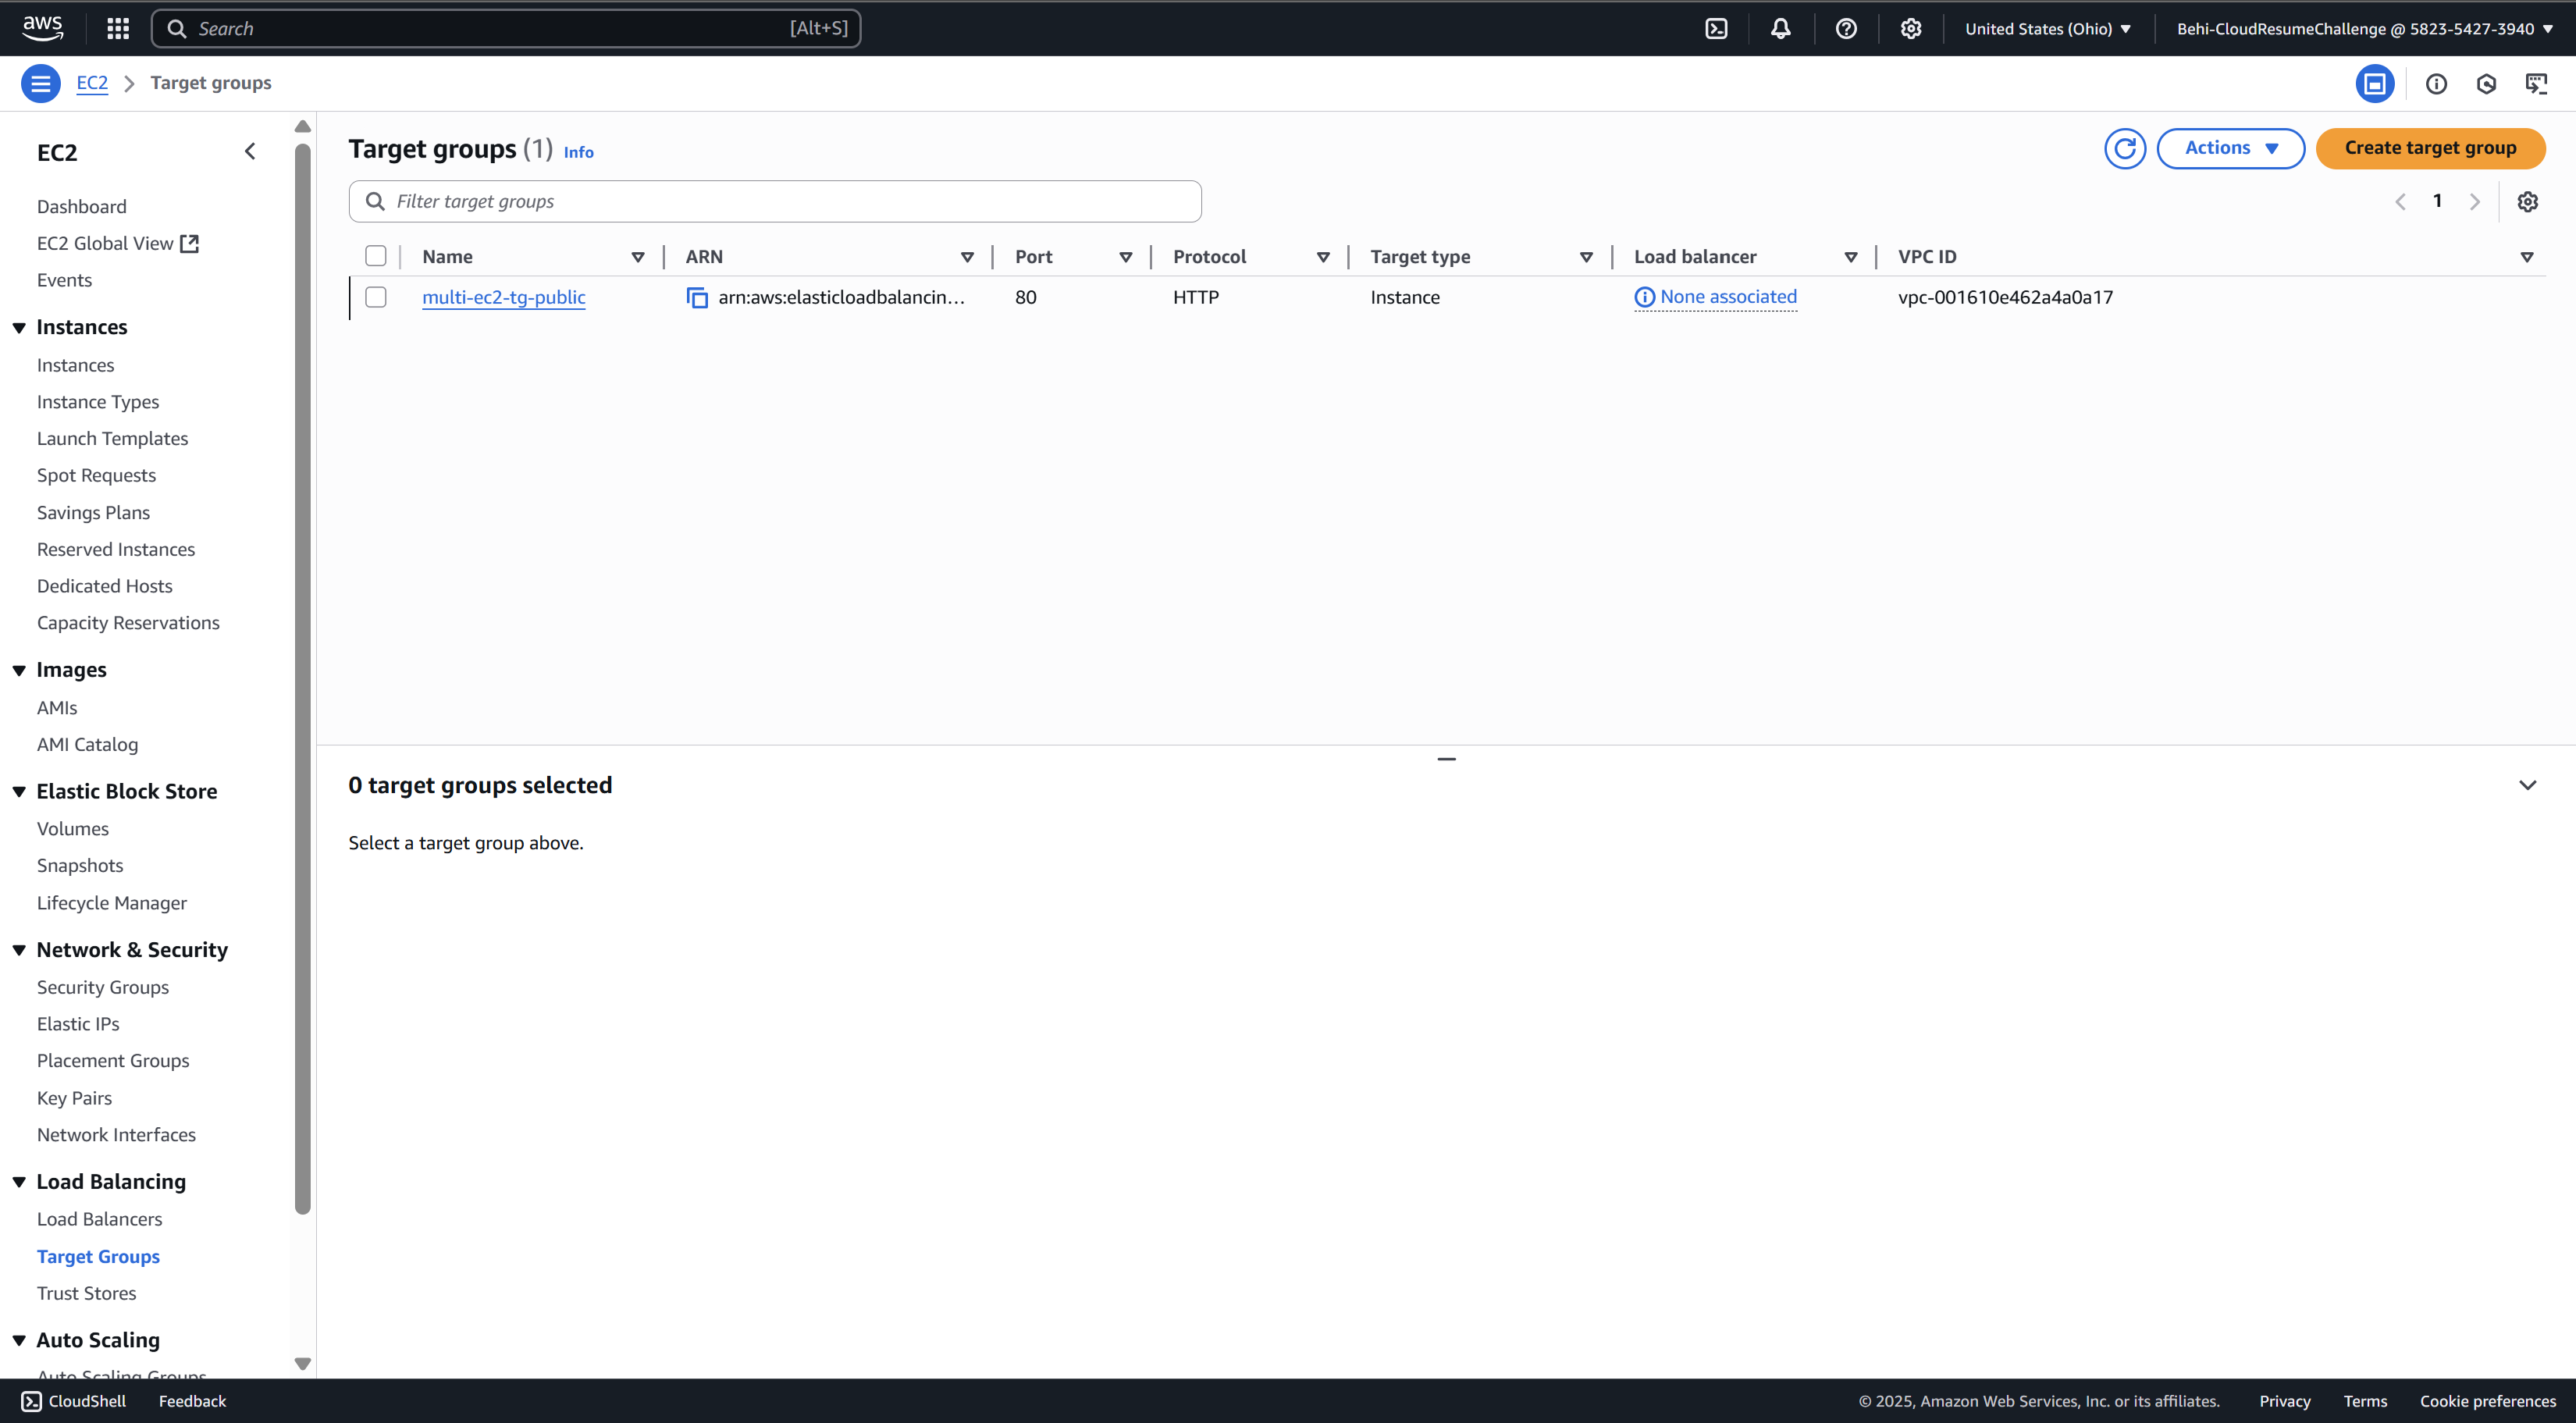 aws
Search [Alt+S]
United States (Ohio)
Behi-CloudResumeChallenge @ 5823-5427-3940
EC2 > Target groups
EC2
Dashboard
EC2 Global View
Events
Instances
Instances
Instance Types
Launch Templates
Spot Requests
Savings Plans
Reserved Instances
Dedicated Hosts
Capacity Reservations
Images
AMIs
AMI Catalog
Elastic Block Store
Volumes
Snapshots
Lifecycle Manager
Network & Security
Security Groups
Elastic IPs
Placement Groups
Key Pairs
Network Interfaces
Load Balancing
Load Balancers
Target Groups
Trust Stores
Auto Scaling
Auto Scaling Groups
Target groups (1) Info
Actions
Create target group
Filter target groups
1
Name ARN Port Protocol Target type Load balancer VPC ID
multi-ec2-tg-public arn:aws:elasticloadbalancin... 80 HTTP Instance None associated vpc-001610e462a4a0a17
0 target groups selected
Select a target group above.
CloudShell Feedback
© 2025, Amazon Web Services, Inc. or its affiliates. Privacy Terms Cookie preferences